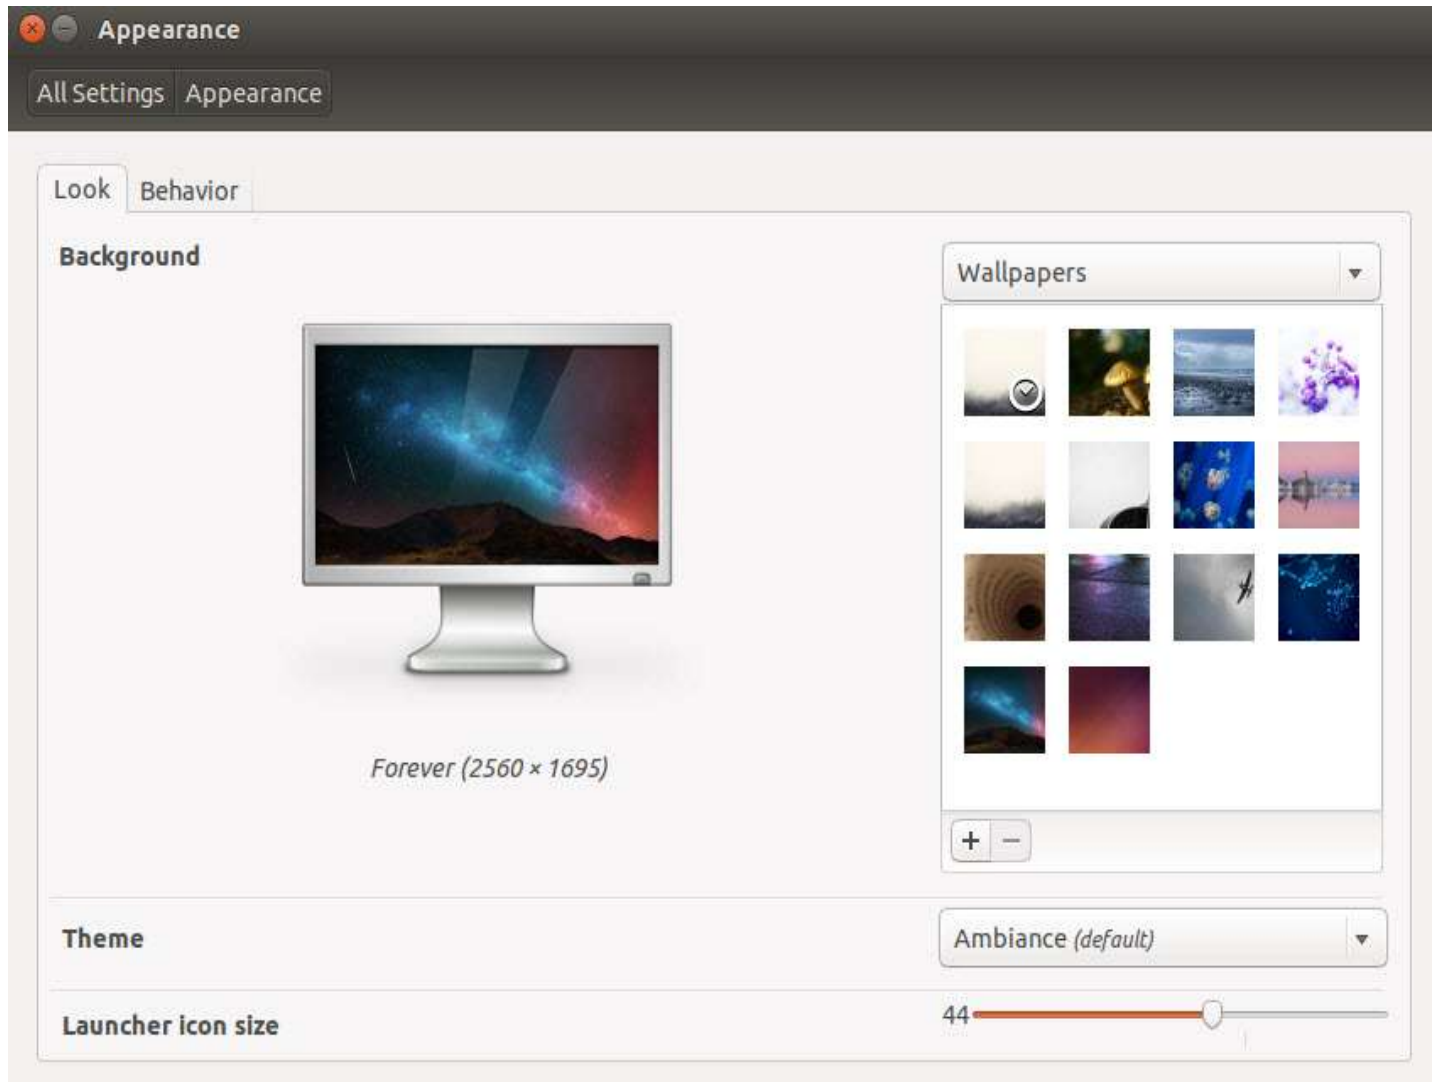 Appearance
All Settings Appearance
Look Behavior
Background
Wallpapers
Forever (2560 × 1695)
Theme
Ambiance (default)
Launcher icon size
44